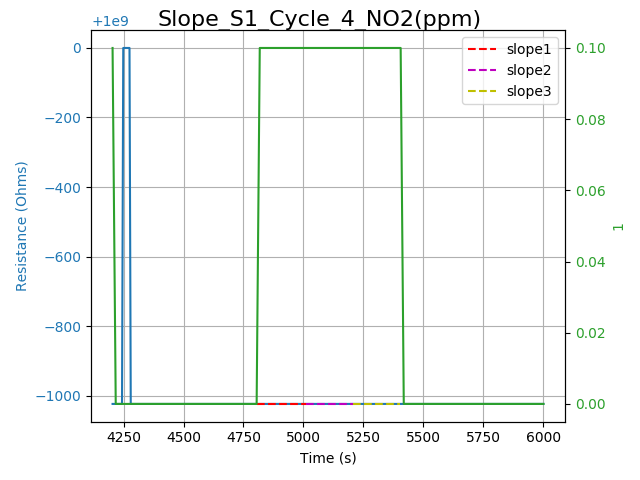 Slope_S1_Cycle_4_NO2(ppm)
+1e9
0
−200
−400
−600
−800
−1000
Resistance (Ohms)
slope1
slope2
slope3
0.10
0.08
0.06
0.04
0.02
0.00
1
4250 4500 4750 5000 5250 5500 5750 6000
Time (s)